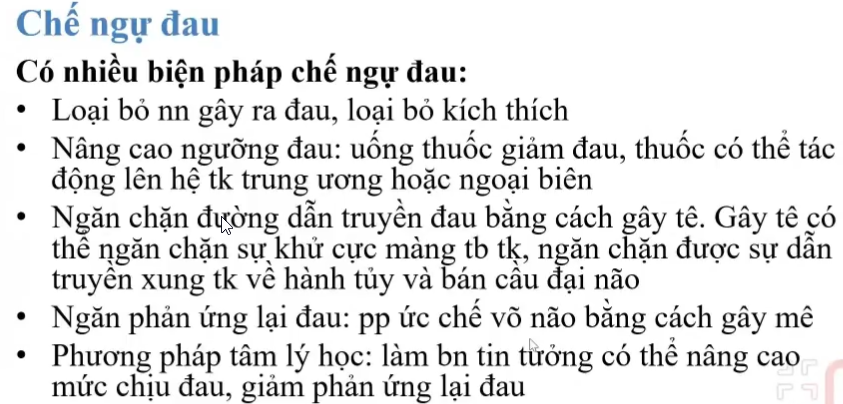 Chế ngự đau
Có nhiều biện pháp chế ngự đau:
• Loại bỏ nn gây ra đau, loại bỏ kích thích
• Nâng cao ngưỡng đau: uống thuốc giảm đau, thuốc có thể tác
động lên hệ tk trung ương hoặc ngoại biên
• Ngăn chặn đường dẫn truyền đau bằng cách gây tê. Gây tê có
thể ngăn chặn sự khử cực màng tb tk, ngăn chặn được sự dẫn
truyền xung tk về hành tủy và bán cầu đại não
• Ngăn phản ứng lại đau: pp ức chế võ não bằng cách gây mê
• Phương pháp tâm lý học: làm bn tin tưởng có thể nâng cao
mức chịu đau, giảm phản ứng lại đau